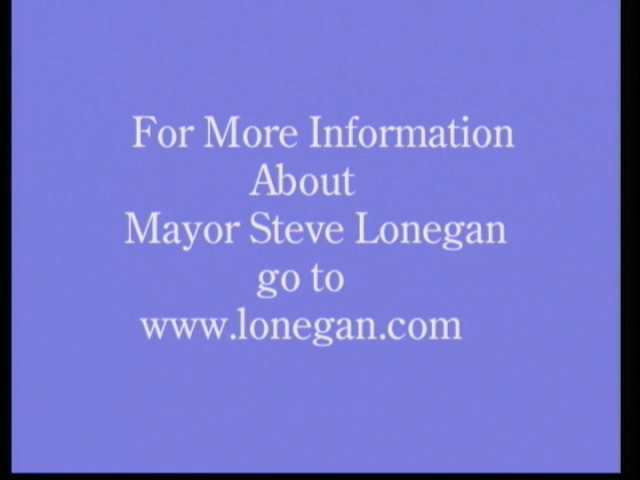 For More Information
About
Mayor Steve Lonegan
go to
www.lonegan.com